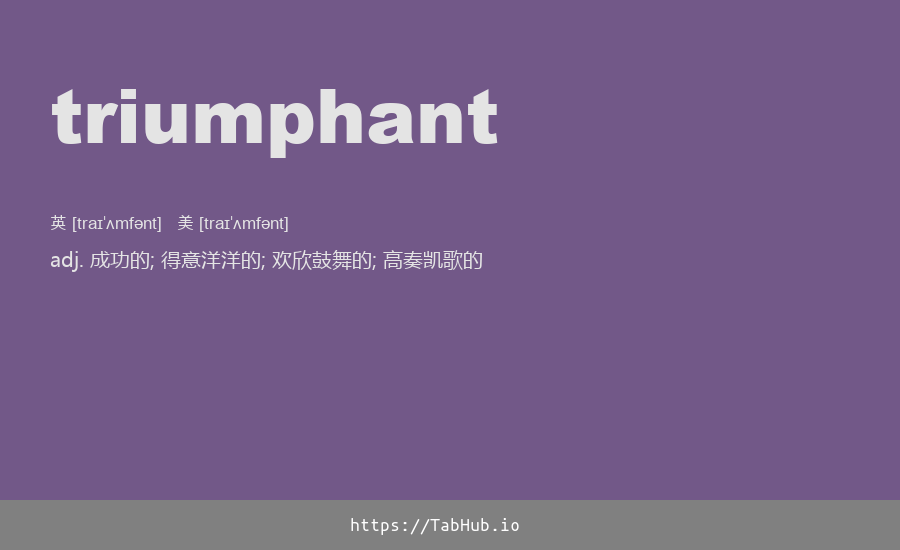 triumphant
英 [traɪˈʌmfənt] 美 [traɪˈʌmfənt]
adj. 成功的; 得意洋洋的; 欢欣鼓舞的; 高奏凯歌的
https://TabHub.io